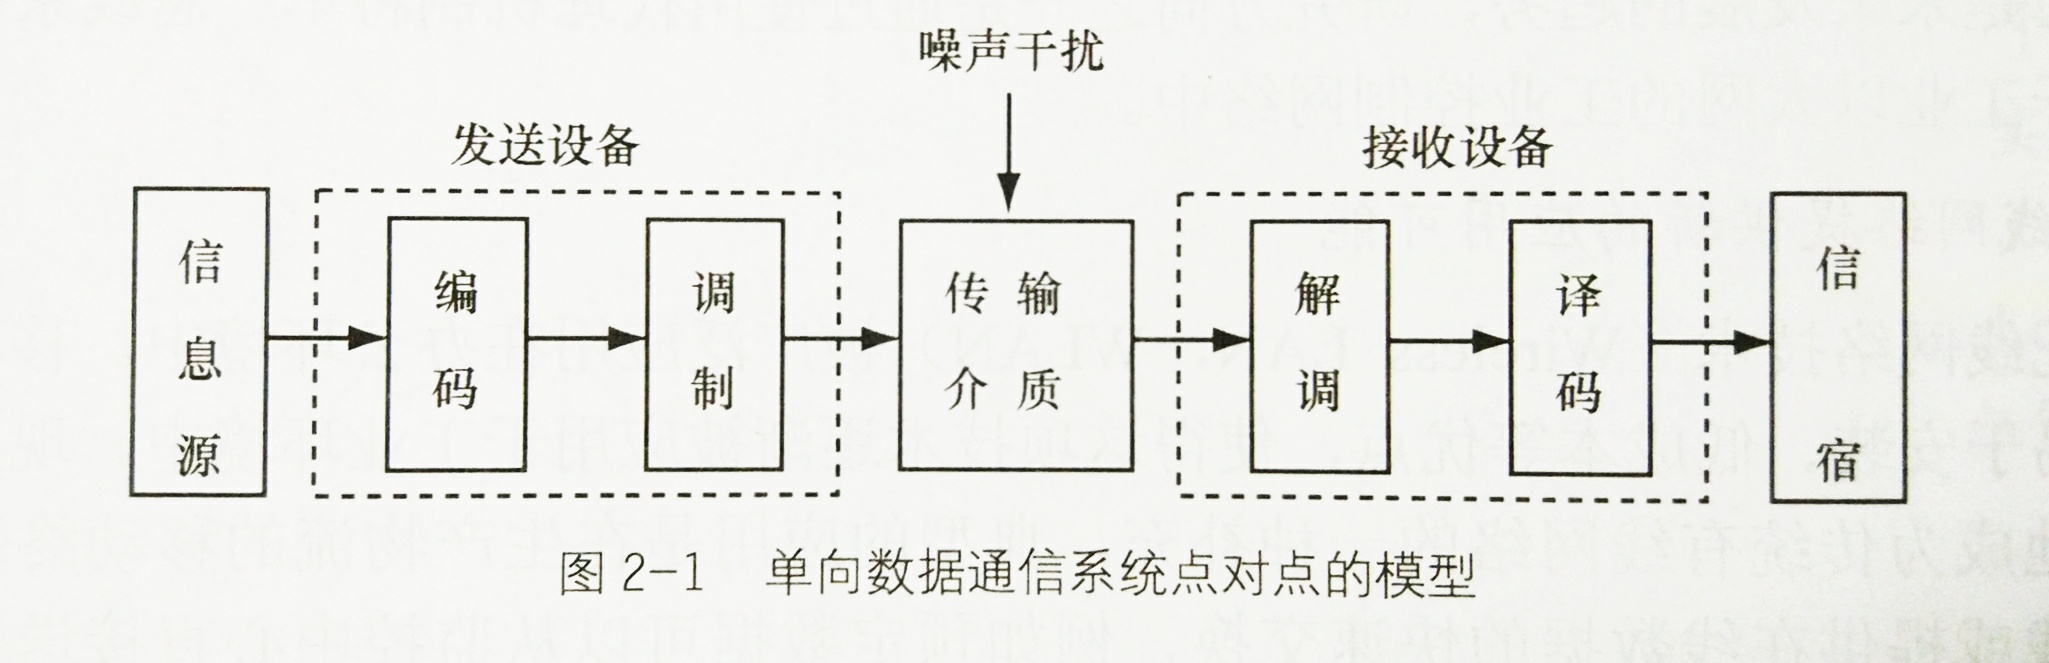 噪声干扰
发送设备
接收设备
信息源
编码
调制
传输
介质
解调
译码
信宿
图 2-1 单向数据通信系统点对点的模型